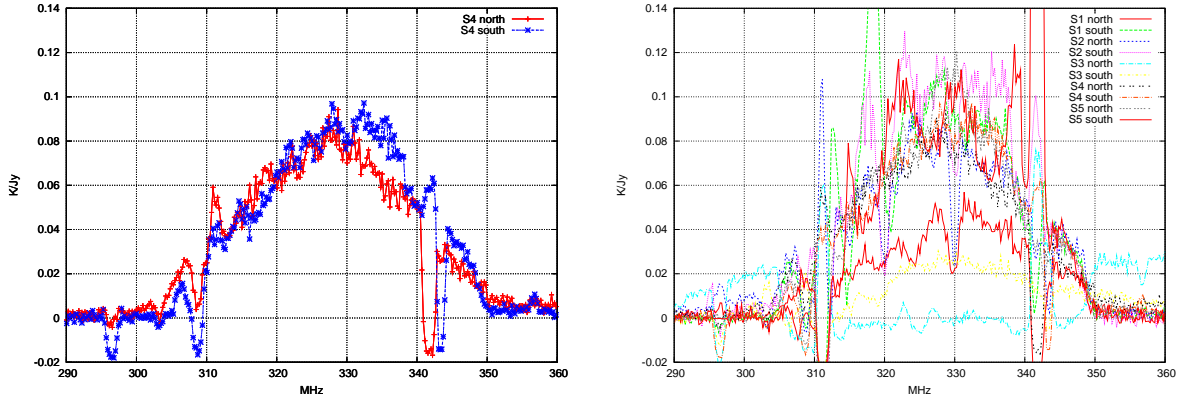 0.14
0.12
0.1
0.08
0.06
0.04
0.02
0
-0.02
K/Jy
290 300 310 320 330 340 350 360
MHz
S4 north
S4 south
0.14
0.12
0.1
0.08
0.06
0.04
0.02
0
-0.02
K/Jy
290 300 310 320 330 340 350 360
MHz
S1 north
S1 south
S2 north
S2 south
S3 north
S3 south
S4 north
S4 south
S5 north
S5 south